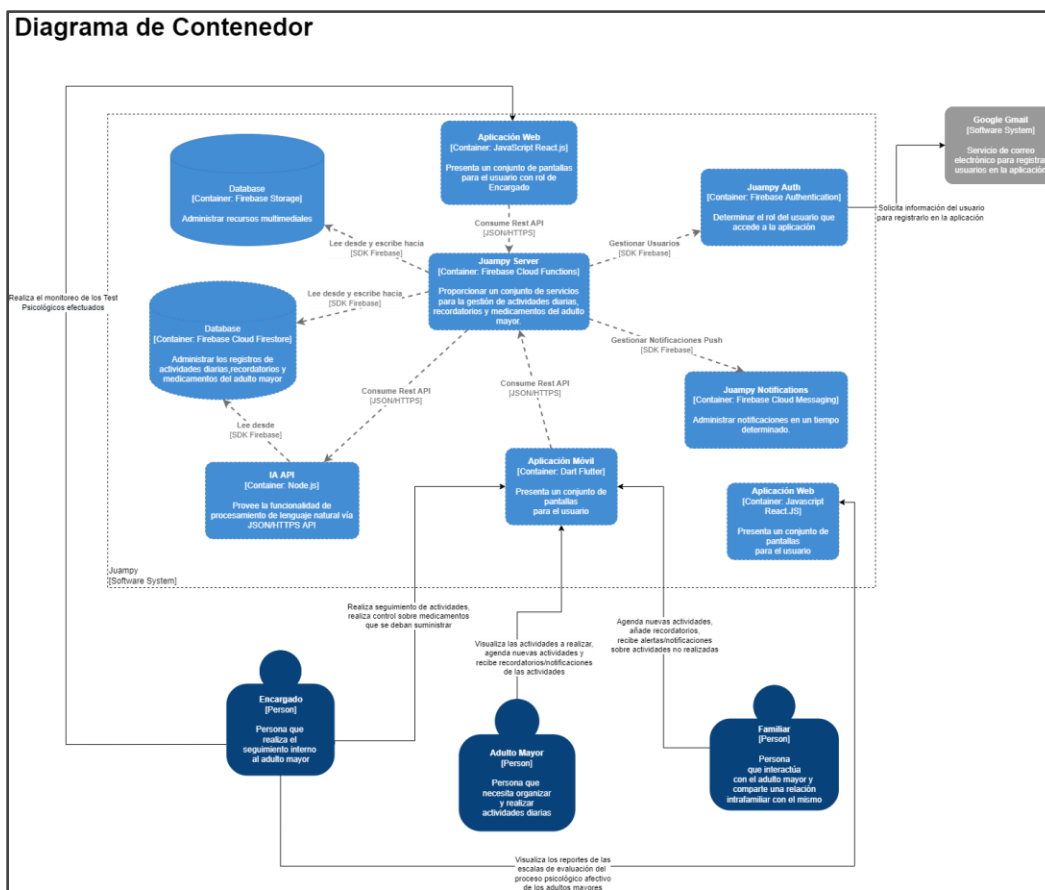 Diagrama de Contenedor
Aplicación Web
[Container: JavaScript React.js]
Presenta un conjunto de pantallas
para el usuario con rol de
Encargado
Google Gmail
[Software System]
Servicio de correo
electrónico para registrar
usuarios en la aplicación
Database
[Container: Firebase Storage]
Administrar recursos multimediales
Juampy Auth
[Container: Firebase Authentication]
Determinar el rol del usuario que
accede a la aplicación
Solicita información del usuario
para registrarlo en la aplicación
Consume Rest API
[JSON/HTTPS]
Lee desde y escribe hacia
[SDK Firebase]
Gestionar Usuarios
[SDK Firebase]
Juampy Server
[Container: Firebase Cloud Functions]
Proporcionar un conjunto de servicios
para la gestión de actividades diarias,
recordatorios y medicamentos del adulto
mayor.
Realiza el monitoreo de los Test
Psicológicos efectuados
Lee desde y escribe hacia
[SDK Firebase]
Database
[Container: Firebase Cloud Firestore]
Administrar los registros de
actividades diarias,recordatorios y
medicamentos del adulto mayor
Gestionar Notificaciones Push
[SDK Firebase]
Consume Rest API
[JSON/HTTPS]
Consume Rest API
[JSON/HTTPS]
Juampy Notifications
[Container: Firebase Cloud Messaging]
Administrar notificaciones en un tiempo
determinado.
Lee desde
[SDK Firebase]
IA API
[Container: Node.js]
Provee la funcionalidad de
procesamiento de lenguaje natural vía
JSON/HTTPS API
Aplicación Móvil
[Container: Dart Flutter]
Presenta un conjunto de
pantallas
para el usuario
Aplicación Web
[Container: Javascript
React.JS]
Presenta un conjunto de
pantallas
para el usuario
Juampy
[Software System]
Realiza seguimiento de actividades,
realiza control sobre medicamentos
que se deban suministrar
Visualiza las actividades a realizar,
agenda nuevas actividades y
recibe recordatorios/notificaciones
de las actividades
Agenda nuevas actividades,
añade recordatorios,
recibe alertas/notificaciones
sobre actividades no realizadas
Encargado
[Person]
Persona que
realiza el
seguimiento interno
al adulto mayor
Adulto Mayor
[Person]
Persona que
necesita organizar
y realizar
actividades diarias
Familiar
[Person]
Persona
que interactúa
con el adulto mayor y
comparte una relación
intrafamiliar con el mismo
Visualiza los reportes de las
escalas de evaluación del
proceso psicológico afectivo
de los adultos mayores